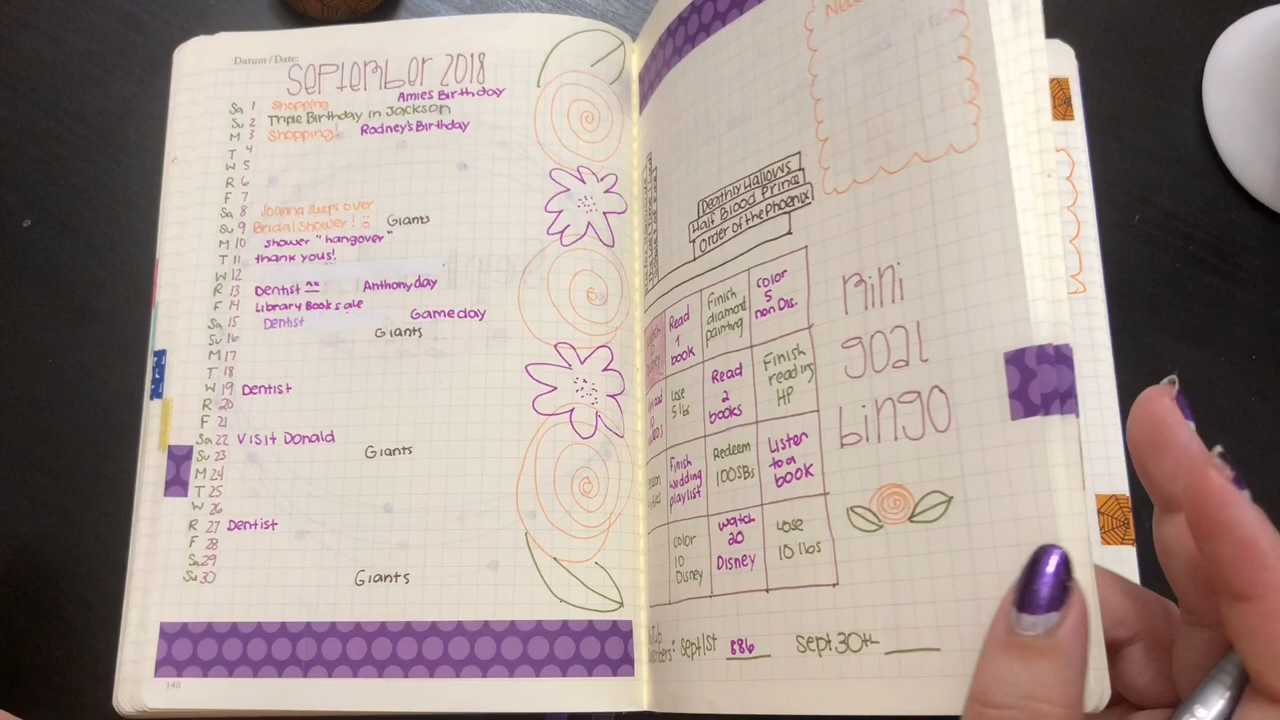 Datum / Date:
September 2018
Sa 1 Shopping Amies Birthday
Su 2 Triple Birthday in Jackson
M 3 Shopping! Rodney's Birthday
T 4
W 5
R 6
F 7
Sa 8 Joanna sleeps over
Su 9 Bridal Shower! Giants
M 10 shower "hangover"
T 11 thank yous!
W 12
R 13 Dentist Anthony day
F 14 Library Book sale
Sa 15 Dentist Gameday
Su 16 Giants
M 17
T 18
W 19 Dentist
R 20
F 21
Sa 22 Visit Donald
Su 23 Giants
M 24
T 25
W 26
R 27 Dentist
F 28
Sa 29
Su 30 Giants
140
Deathly Hallows
Half Blood Prince
Order of the Phoenix
Read
1
book
Finish
diamond
painting
color
5
non Dis.
lose
5 lbs
Read
2
books
Finish
reading
HP
Finish
wedding
playlist
Redeem
100 SBs
Listen
to a
book
color
10
Disney
watch
20
Disney
lose
10 lbs
mini
goal
bingo
Sept 1st 886 Sept 30th